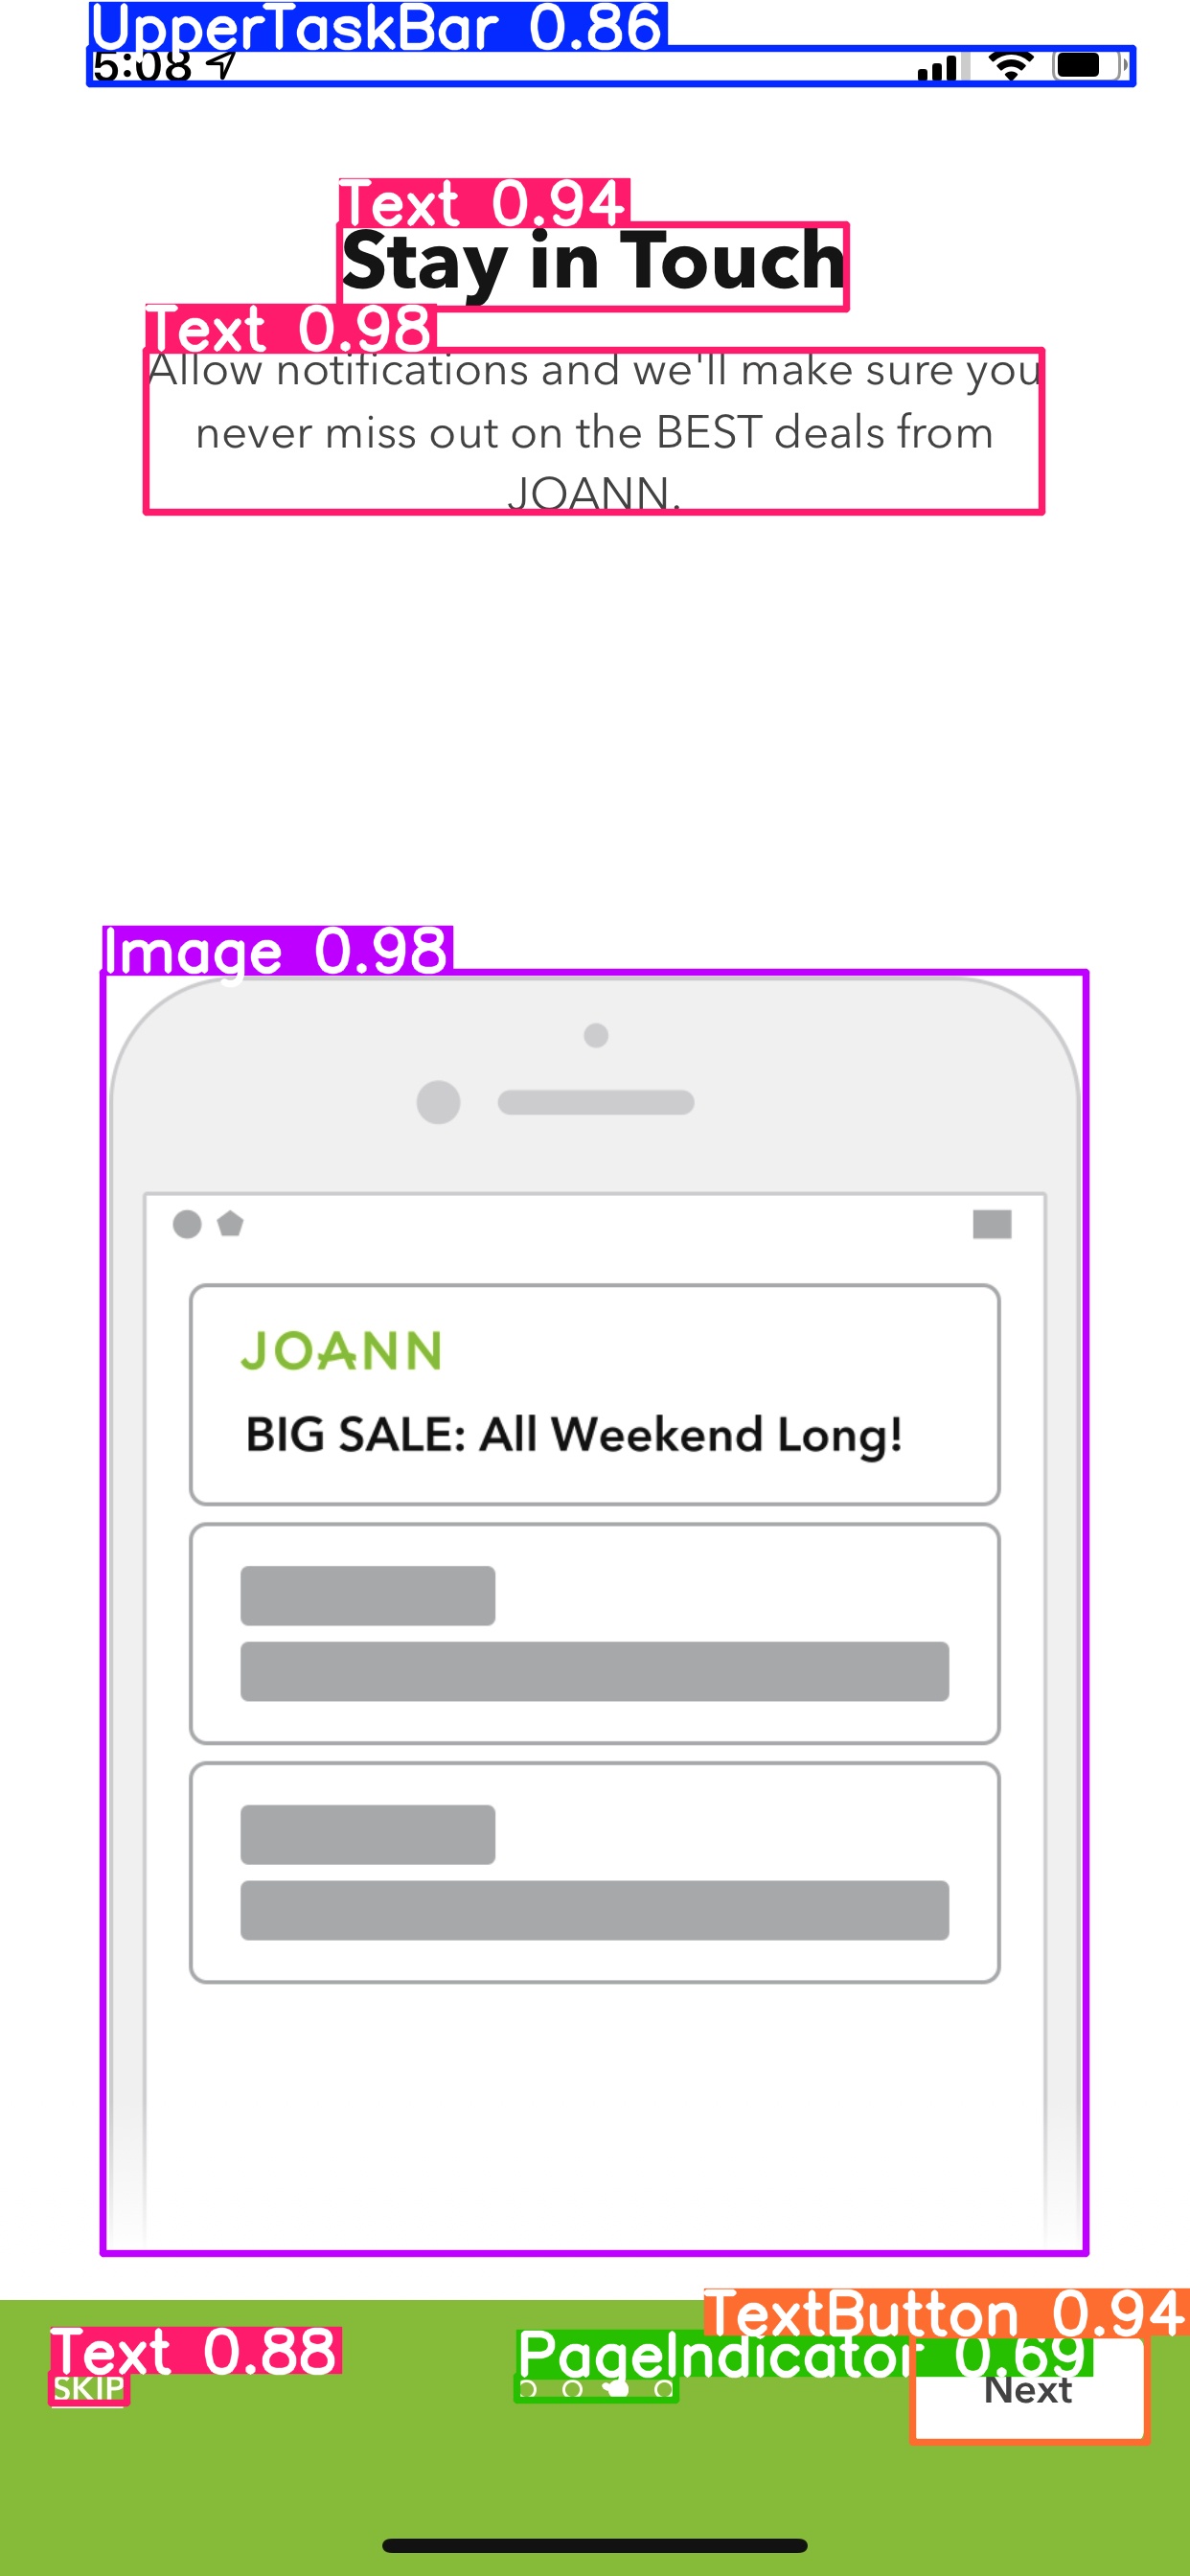 UpperTaskBar 0.86
5:08
Text 0.94
Stay in Touch
Text 0.98
Allow notifications and we'll make sure you
never miss out on the BEST deals from
JOANN.
Image 0.98
JOANN
BIG SALE: All Weekend Long!
TextButton 0.94
Text 0.88
PageIndicator 0.69
SKIP
Next